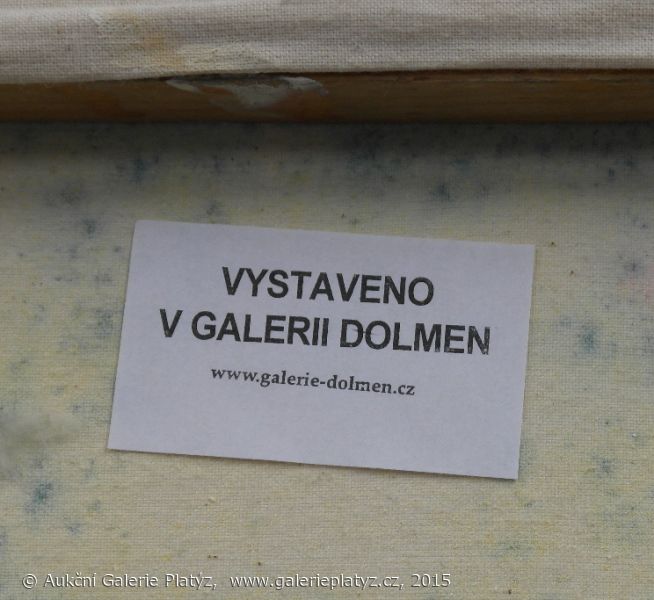 VYSTAVENO
V GALERII DOLMEN
www.galerie-dolmen.cz
© Aukční Galerie Platýz, www.galerieplatyz.cz, 2015